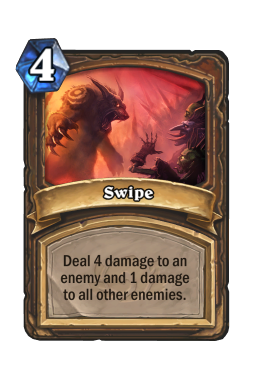 4
Swipe
Deal 4 damage to an
enemy and 1 damage
to all other enemies.